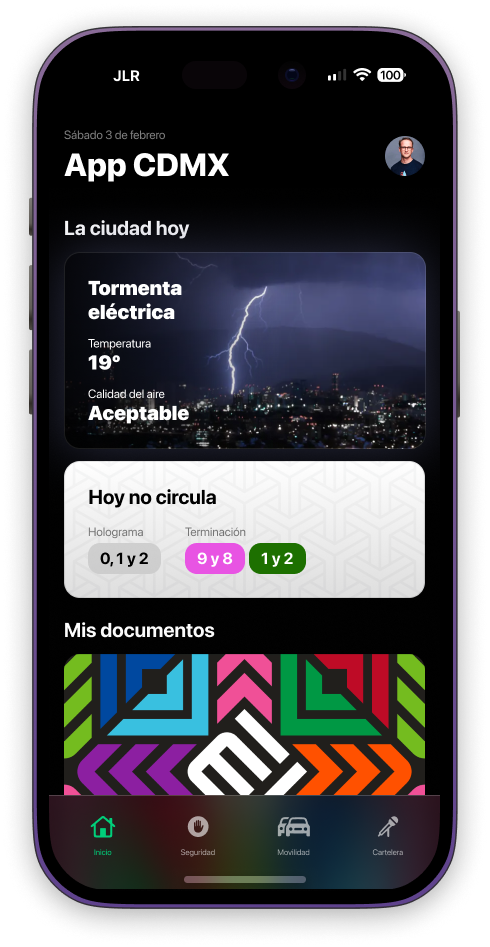 JLR
100
Sábado 3 de febrero
App CDMX
La ciudad hoy
Tormenta
eléctrica
Temperatura
19°
Calidad del aire
Aceptable
Hoy no circula
Holograma
Terminación
0, 1 y 2
9 y 8
1 y 2
Mis documentos
Inicio
Seguridad
Movilidad
Cartelera